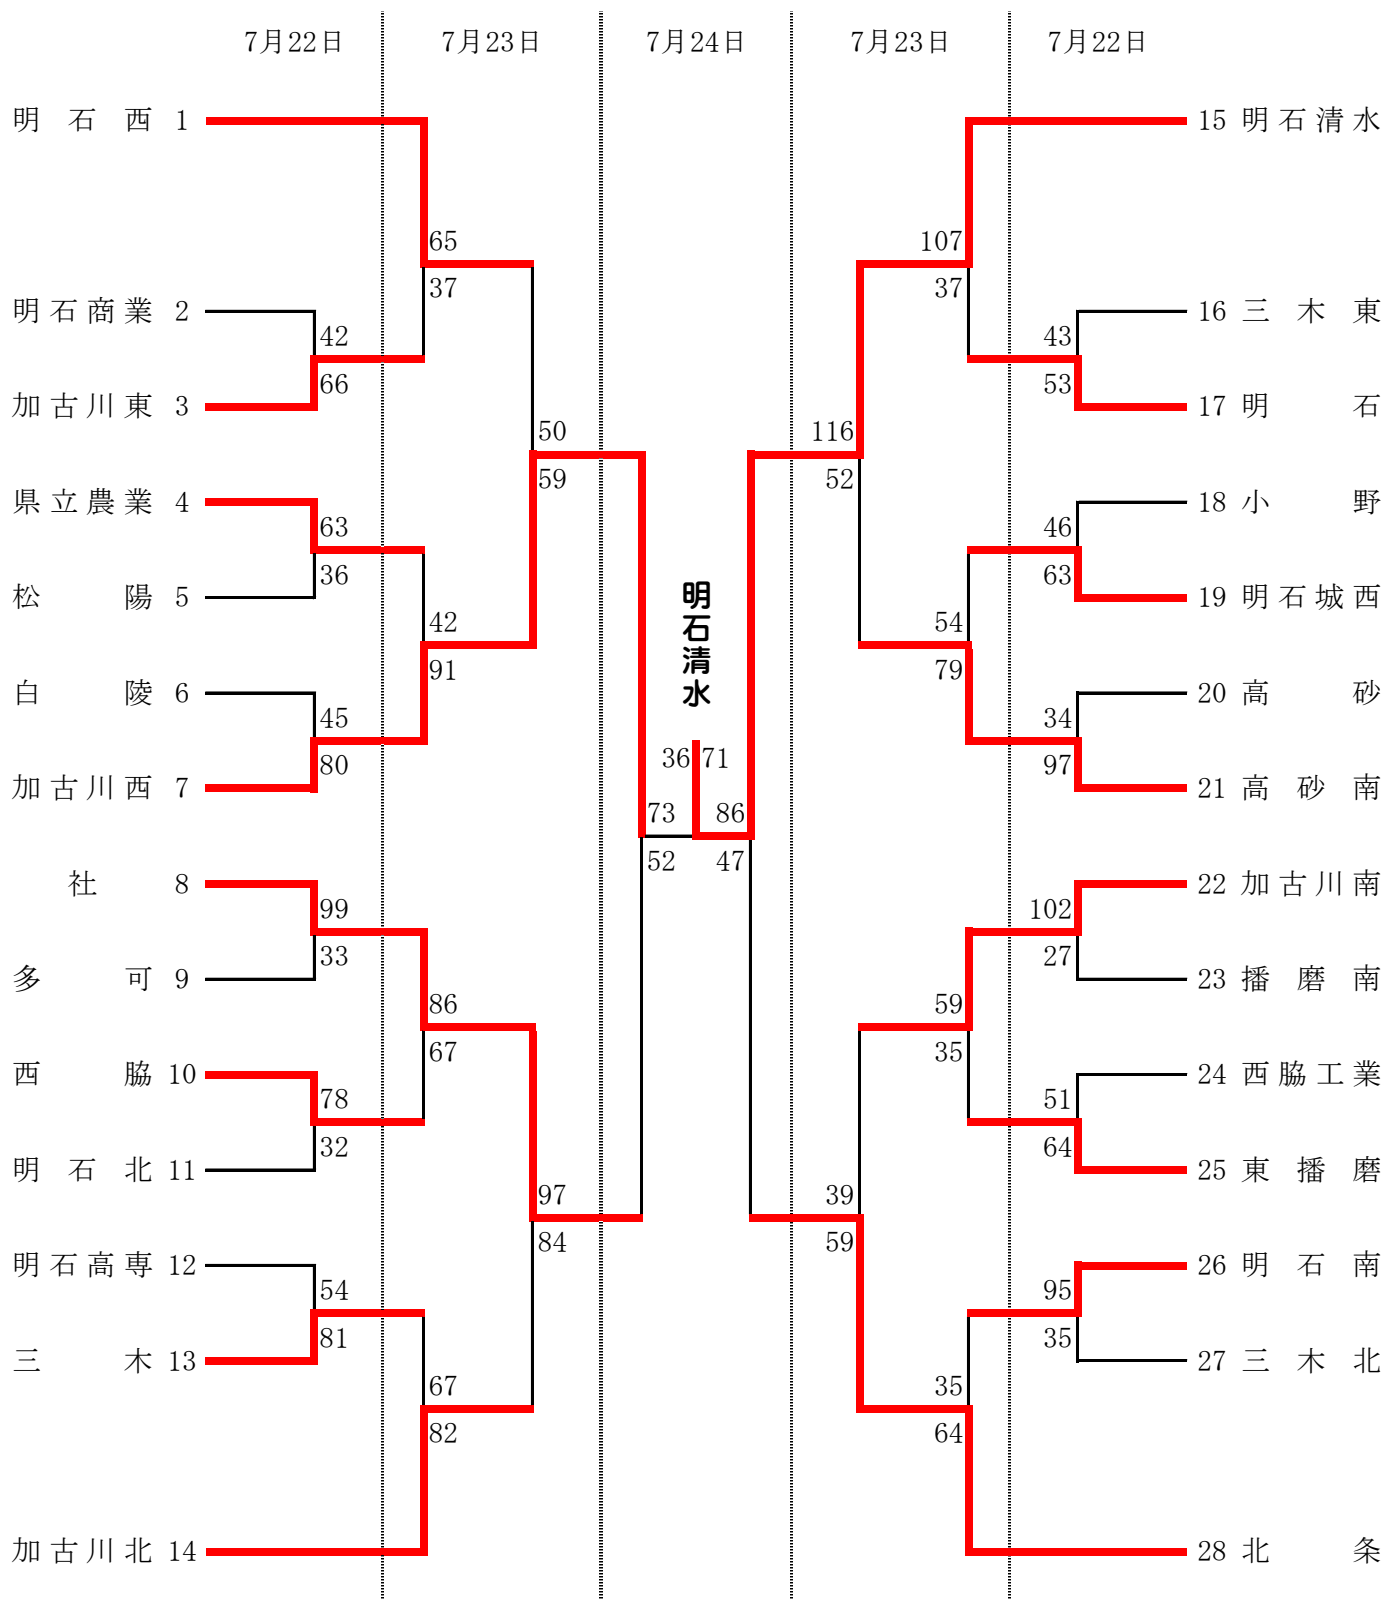 7月22日 7月23日 7月24日 7月23日 7月22日
明石西 1
65
37
明石商業 2
42
66
加古川東 3
50
59
県立農業 4
63
36
松陽 5
42
91
白陵 6
45
80
加古川西 7
社 8
99
33
多可 9
86
67
西脇 10
78
32
明石北 11
97
84
明石高専 12
54
81
三木 13
67
82
加古川北 14
明石清水
36 71
73 86
52 47
15 明石清水
107
37
16 三木東
43
53
17 明石
116
52
18 小野
46
63
19 明石城西
54
79
20 高砂
34
97
21 高砂南
22 加古川南
102
27
23 播磨南
59
35
24 西脇工業
51
64
25 東播磨
39
59
26 明石南
95
35
27 三木北
35
64
28 北条